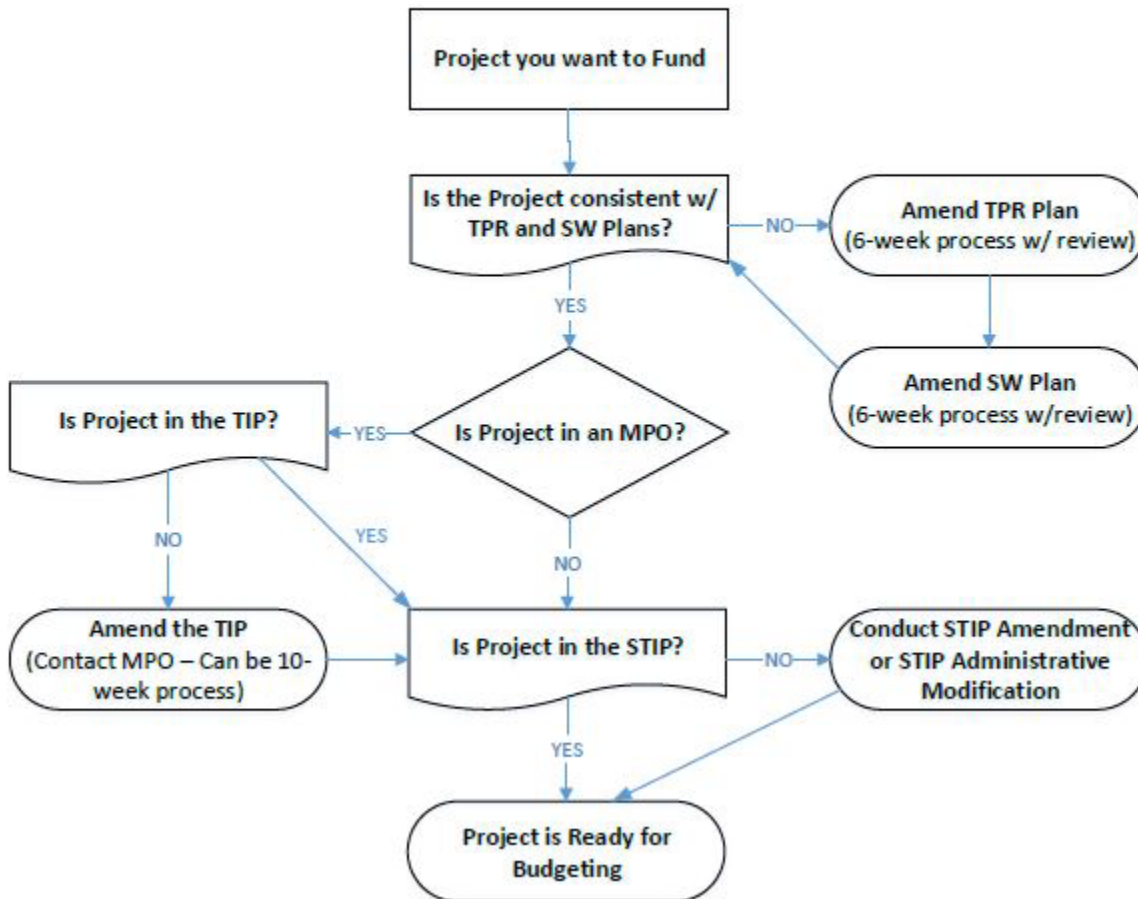 Project you want to Fund
Is the Project consistent w/
TPR and SW Plans?
NO
Amend TPR Plan
(6-week process w/ review)
YES
Amend SW Plan
(6-week process w/review)
Is Project in the TIP?
YES
Is Project in an MPO?
NO
YES
NO
Amend the TIP
(Contact MPO – Can be 10-
week process)
Is Project in the STIP?
NO
Conduct STIP Amendment
or STIP Administrative
Modification
YES
Project is Ready for
Budgeting